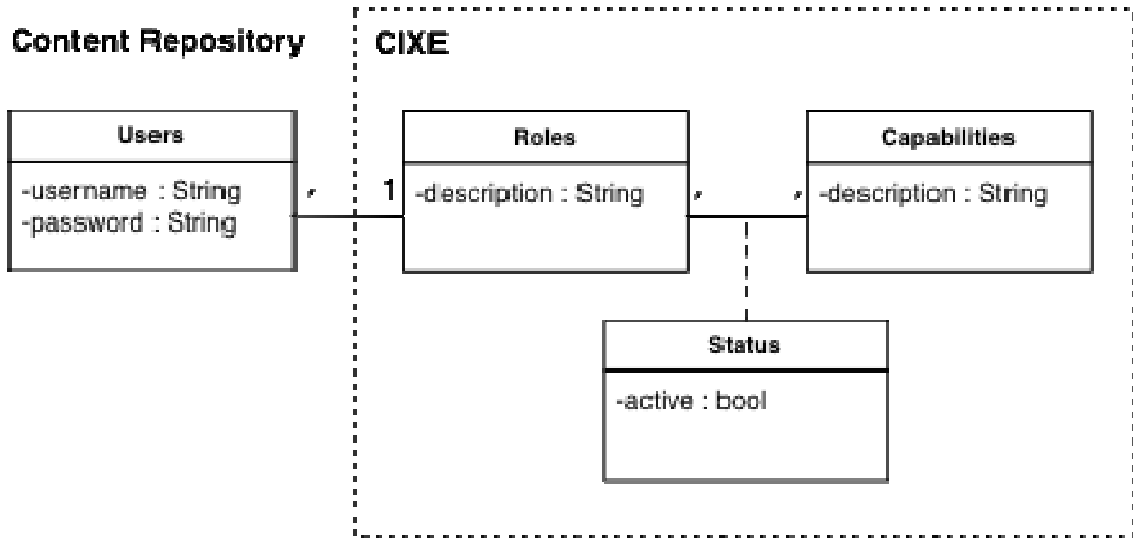 Content Repository
CIXE
Users
-username : String
-password : String
1
Roles
-description : String
Capabilities
-description : String
Status
-active : bool